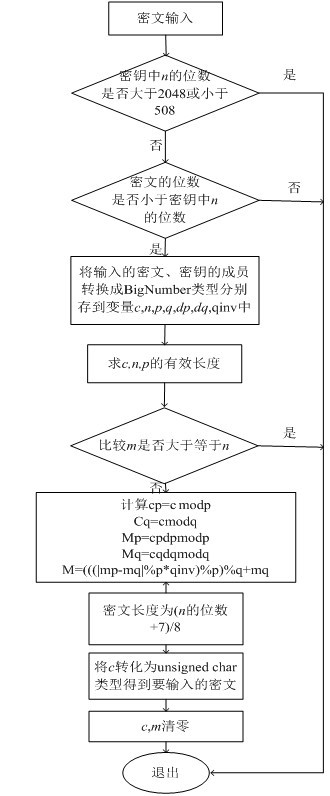 密文输入
密钥中n的位数
是否大于2048或小于
508
是
否
密文的位数
是否小于密钥中n
的位数
否
是
将输入的密文、密钥的成员
转换成BigNumber类型分别
存到变量c,n,p,q,dp,dq,qinv中
求c,n,p的有效长度
比较m是否大于等于n
是
否
计算cp=c modp
Cq=cmodq
Mp=cpdpmodp
Mq=cqdqmodq
M=(((|mp-mq|%p*qinv)%p)%q+mq
密文长度为(n的位数
+7)/8
将c转化为unsigned char
类型得到要输入的密文
c,m清零
退出